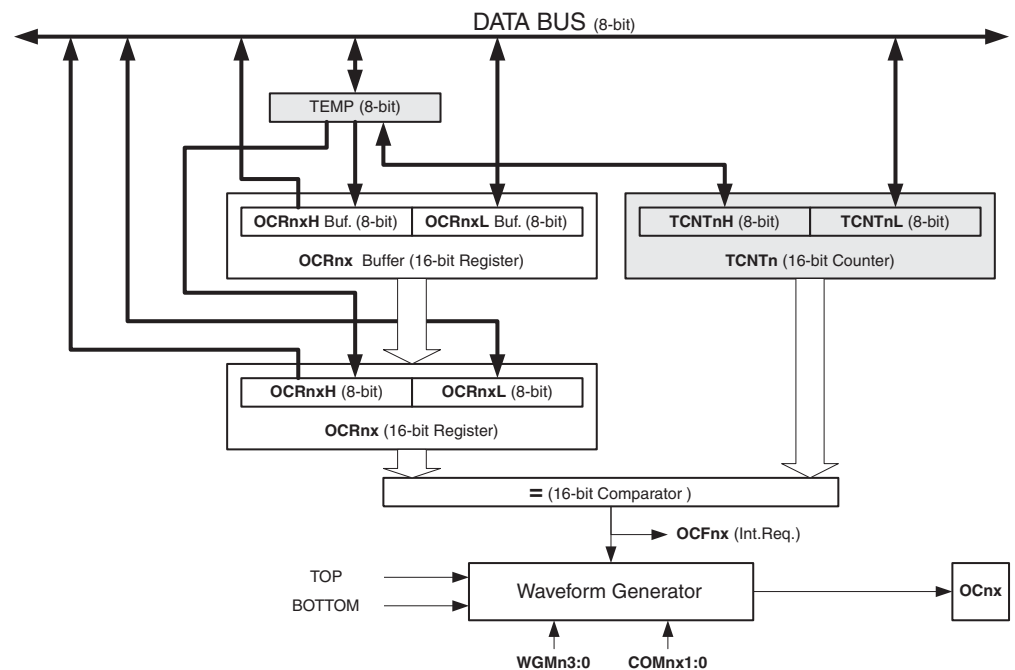 DATA BUS (8-bit)
TEMP (8-bit)
OCRnxH Buf. (8-bit)
OCRnxL Buf. (8-bit)
TCNTnH (8-bit)
TCNTnL (8-bit)
OCRnx Buffer (16-bit Register)
TCNTn (16-bit Counter)
OCRnxH (8-bit)
OCRnxL (8-bit)
OCRnx (16-bit Register)
= (16-bit Comparator )
OCFnx (Int.Req.)
TOP
BOTTOM
Waveform Generator
OCnx
WGMn3:0
COMnx1:0